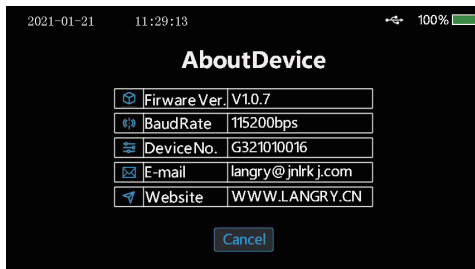 2021-01-21 11:29:13 100%
AboutDevice
Firware Ver. V1.0.7
BaudRate 115200bps
DeviceNo. G321010016
E-mail langry@jnlrkj.com
Website WWW.LANGRY.CN
Cancel